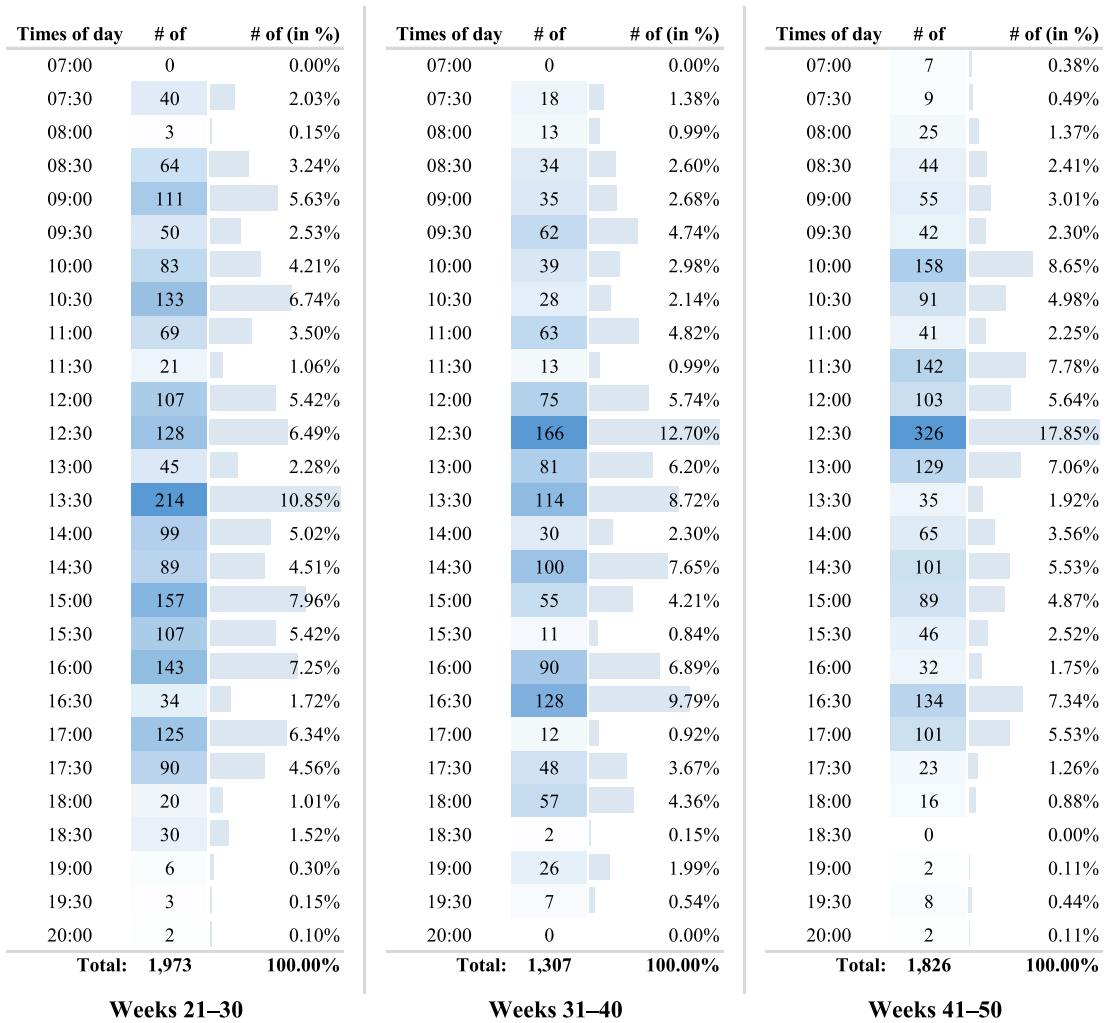 Times of day # of # of (in %) Times of day # of # of (in %) Times of day # of # of (in %)
07:00 0 0.00% 07:00 0 0.00% 07:00 7 0.38%
07:30 40 2.03% 07:30 18 1.38% 07:30 9 0.49%
08:00 3 0.15% 08:00 13 0.99% 08:00 25 1.37%
08:30 64 3.24% 08:30 34 2.60% 08:30 44 2.41%
09:00 111 5.63% 09:00 35 2.68% 09:00 55 3.01%
09:30 50 2.53% 09:30 62 4.74% 09:30 42 2.30%
10:00 83 4.21% 10:00 39 2.98% 10:00 158 8.65%
10:30 133 6.74% 10:30 28 2.14% 10:30 91 4.98%
11:00 69 3.50% 11:00 63 4.82% 11:00 41 2.25%
11:30 21 1.06% 11:30 13 0.99% 11:30 142 7.78%
12:00 107 5.42% 12:00 75 5.74% 12:00 103 5.64%
12:30 128 6.49% 12:30 166 12.70% 12:30 326 17.85%
13:00 45 2.28% 13:00 81 6.20% 13:00 129 7.06%
13:30 214 10.85% 13:30 114 8.72% 13:30 35 1.92%
14:00 99 5.02% 14:00 30 2.30% 14:00 65 3.56%
14:30 89 4.51% 14:30 100 7.65% 14:30 101 5.53%
15:00 157 7.96% 15:00 55 4.21% 15:00 89 4.87%
15:30 107 5.42% 15:30 11 0.84% 15:30 46 2.52%
16:00 143 7.25% 16:00 90 6.89% 16:00 32 1.75%
16:30 34 1.72% 16:30 128 9.79% 16:30 134 7.34%
17:00 125 6.34% 17:00 12 0.92% 17:00 101 5.53%
17:30 90 4.56% 17:30 48 3.67% 17:30 23 1.26%
18:00 20 1.01% 18:00 57 4.36% 18:00 16 0.88%
18:30 30 1.52% 18:30 2 0.15% 18:30 0 0.00%
19:00 6 0.30% 19:00 26 1.99% 19:00 2 0.11%
19:30 3 0.15% 19:30 7 0.54% 19:30 8 0.44%
20:00 2 0.10% 20:00 0 0.00% 20:00 2 0.11%
Total: 1,973 100.00% Total: 1,307 100.00% Total: 1,826 100.00%
Weeks 21–30 Weeks 31–40 Weeks 41–50